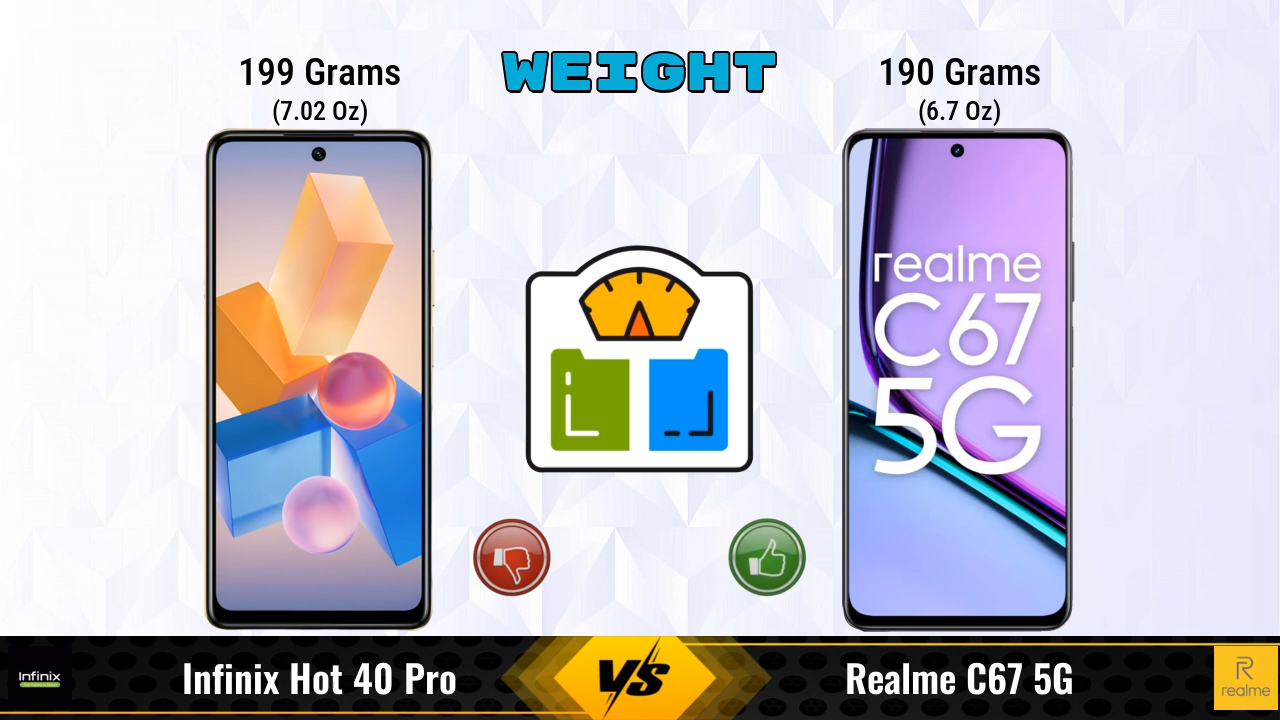 WEIGHT
199 Grams
(7.02 Oz)
190 Grams
(6.7 Oz)
realme
C67
5G
Infinix
Infinix Hot 40 Pro
VS
Realme C67 5G
R
realme